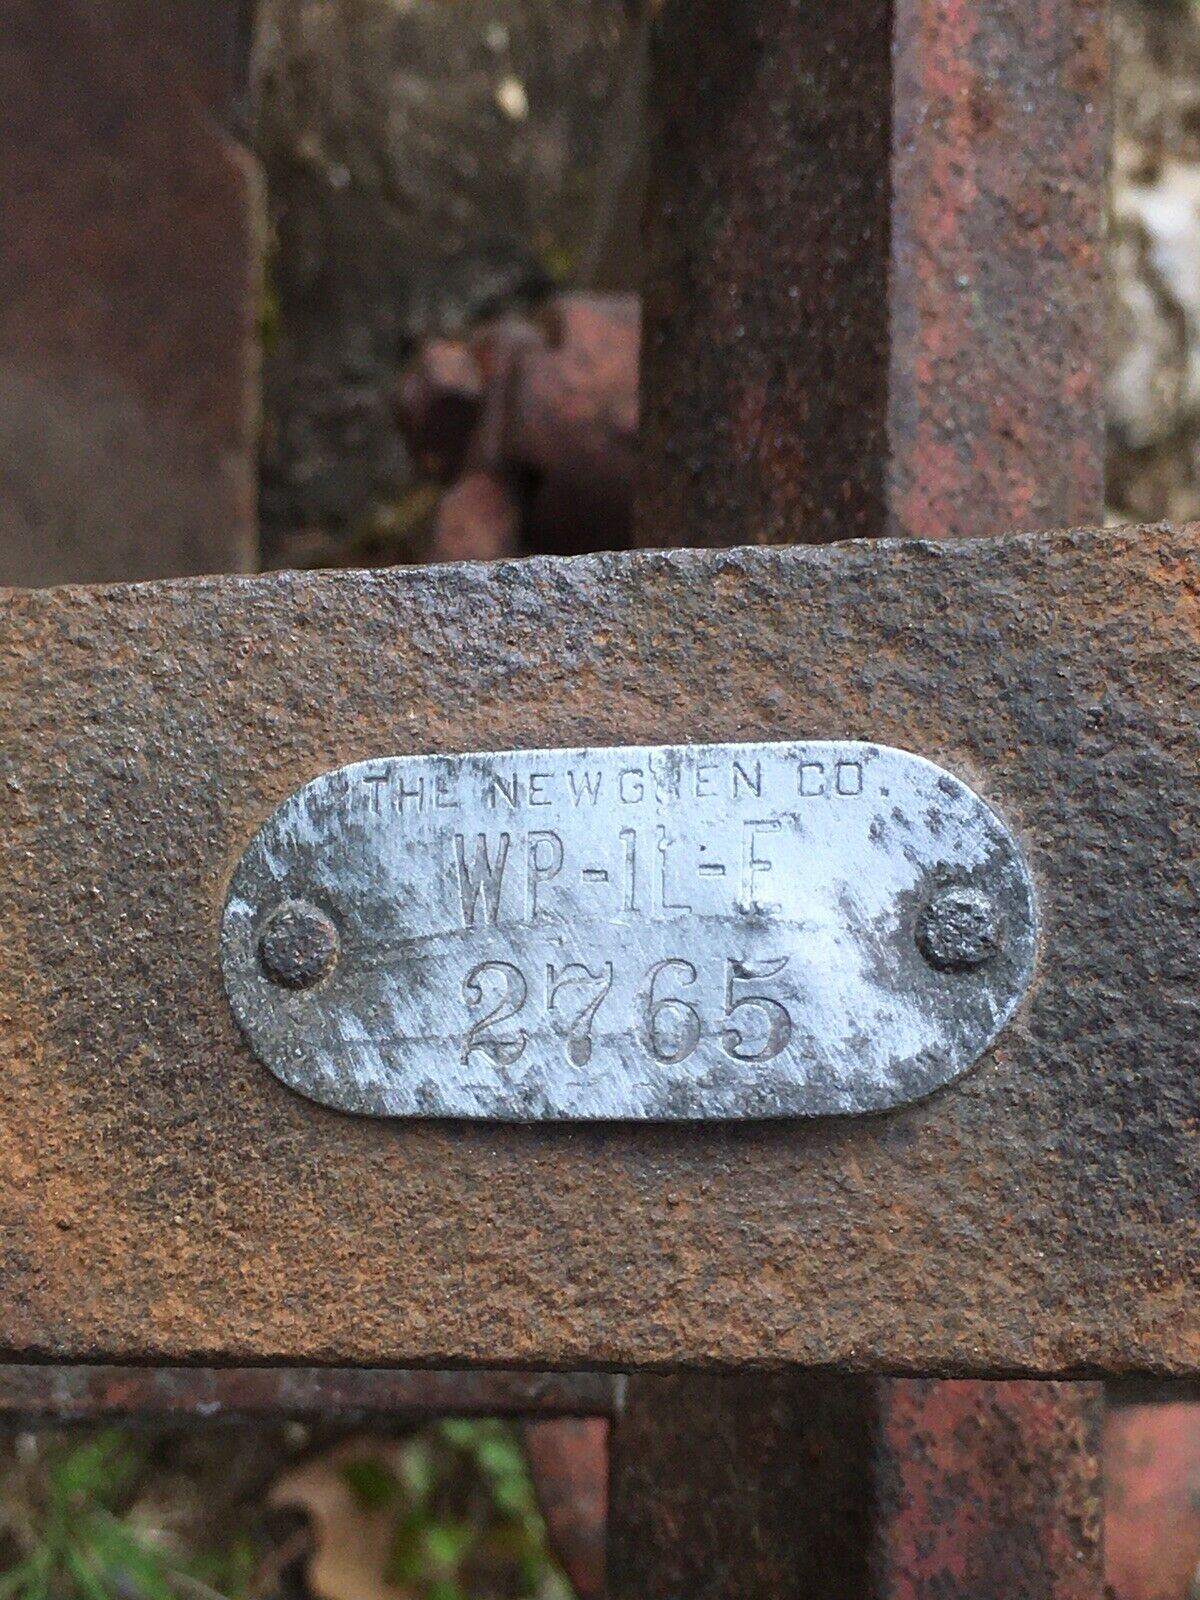 THE NEWGREN CO.
WP-1L-E
2765